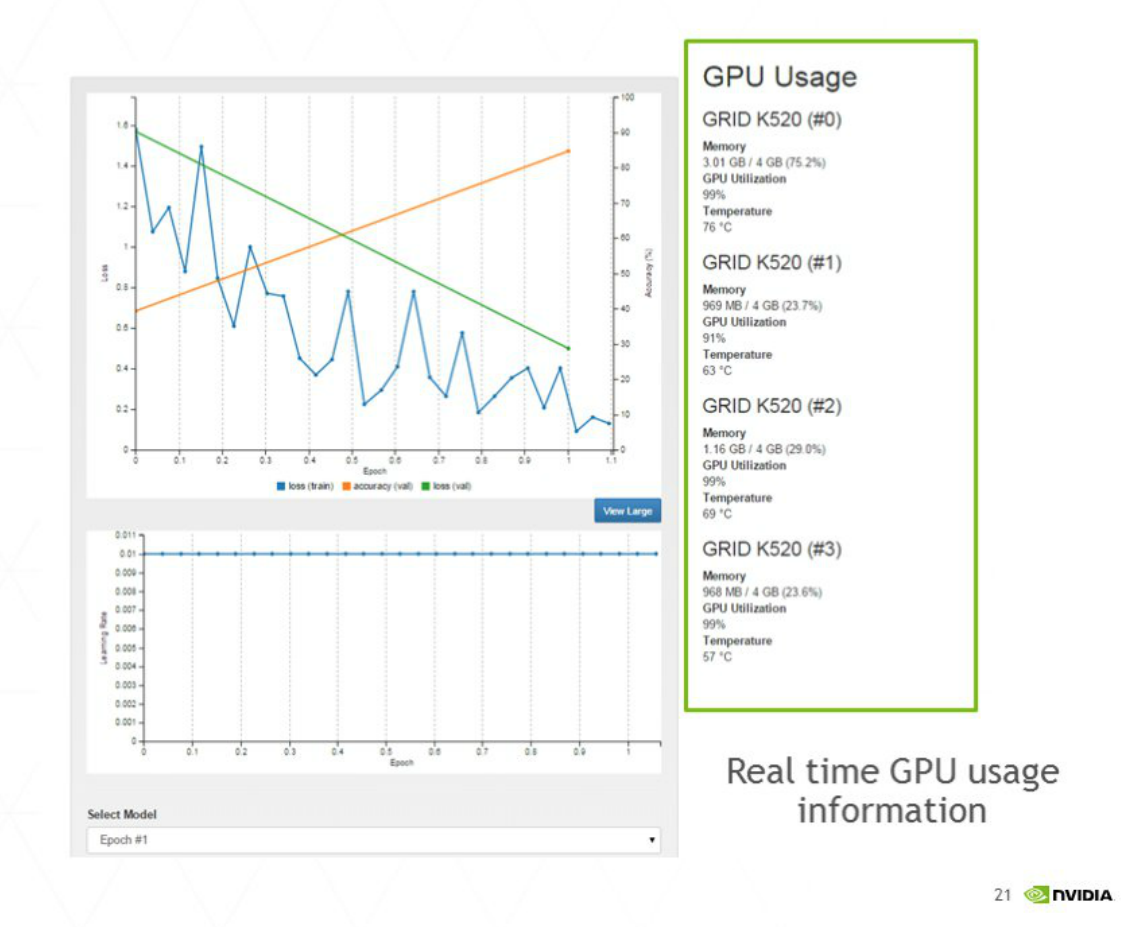 1.6
1.4
1.2
1
0.8
0.6
0.4
0.2
0
Loss
100
90
80
70
60
50
40
30
20
10
0
Accuracy (%)
0 0.1 0.2 0.3 0.4 0.5 0.6 0.7 0.8 0.9 1 1.1
Epoch
loss (train) accuracy (val) loss (val)
View Large
0.011
0.01
0.009
0.008
0.007
0.006
0.005
0.004
0.003
0.002
0.001
0
Learning Rate
0 0.1 0.2 0.3 0.4 0.5 0.6 0.7 0.8 0.9 1
Epoch
Select Model
Epoch #1
GPU Usage
GRID K520 (#0)
Memory
3.01 GB / 4 GB (75.2%)
GPU Utilization
99%
Temperature
76 °C
GRID K520 (#1)
Memory
969 MB / 4 GB (23.7%)
GPU Utilization
91%
Temperature
63 °C
GRID K520 (#2)
Memory
1.16 GB / 4 GB (29.0%)
GPU Utilization
99%
Temperature
69 °C
GRID K520 (#3)
Memory
968 MB / 4 GB (23.6%)
GPU Utilization
99%
Temperature
57 °C
Real time GPU usage
information
21 NVIDIA